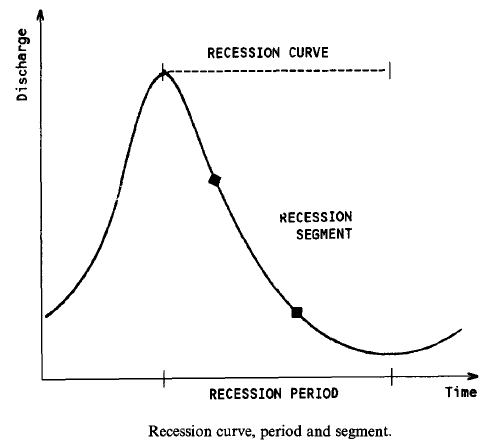 RECESSION CURVE
Discharge
RECESSION
SEGMENT
RECESSION PERIOD
Time
Recession curve, period and segment.